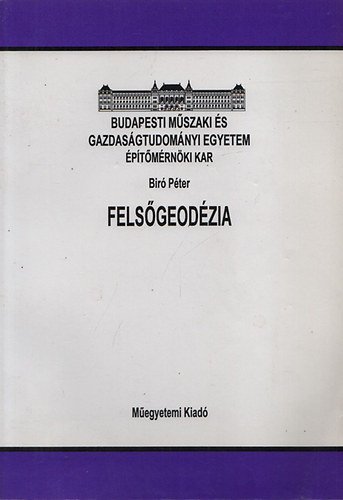 BUDAPESTI MŰSZAKI ÉS
GAZDASÁGTUDOMÁNYI EGYETEM
ÉPÍTŐMÉRNÖKI KAR
Biró Péter
FELSŐGEODÉZIA
Műegyetemi Kiadó